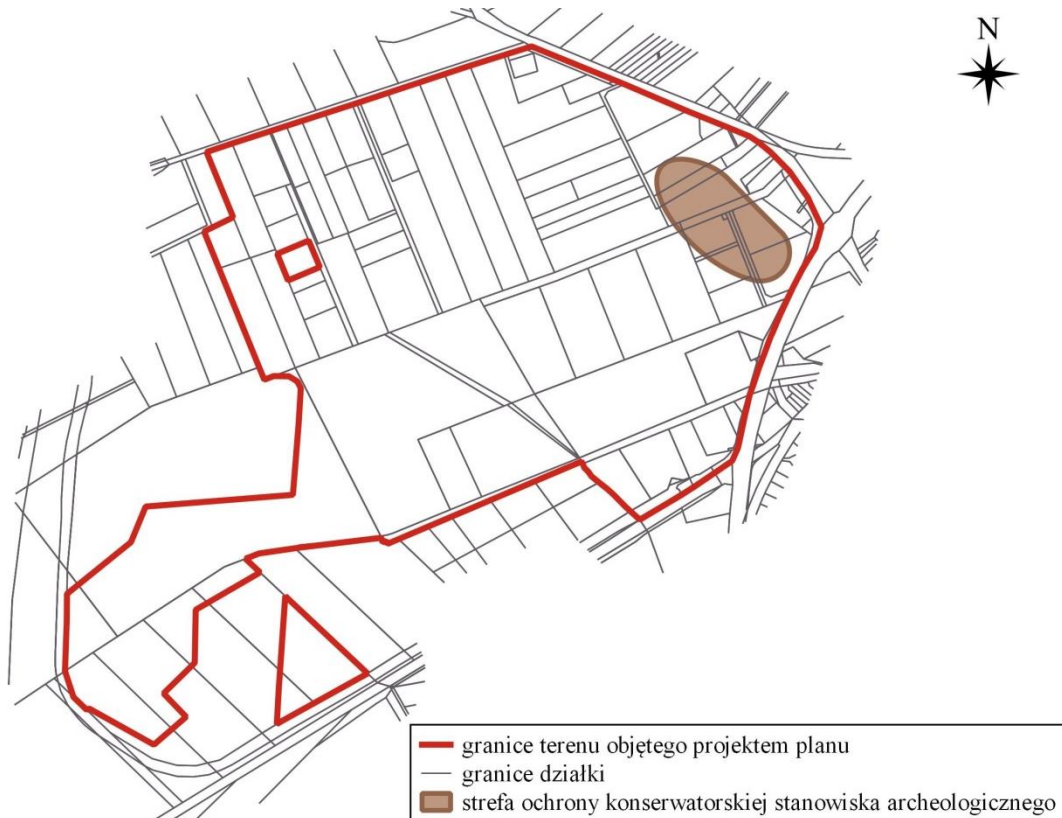 N
granice terenu objętego projektem planu
granice działki
strefa ochrony konserwatorskiej stanowiska archeologicznego